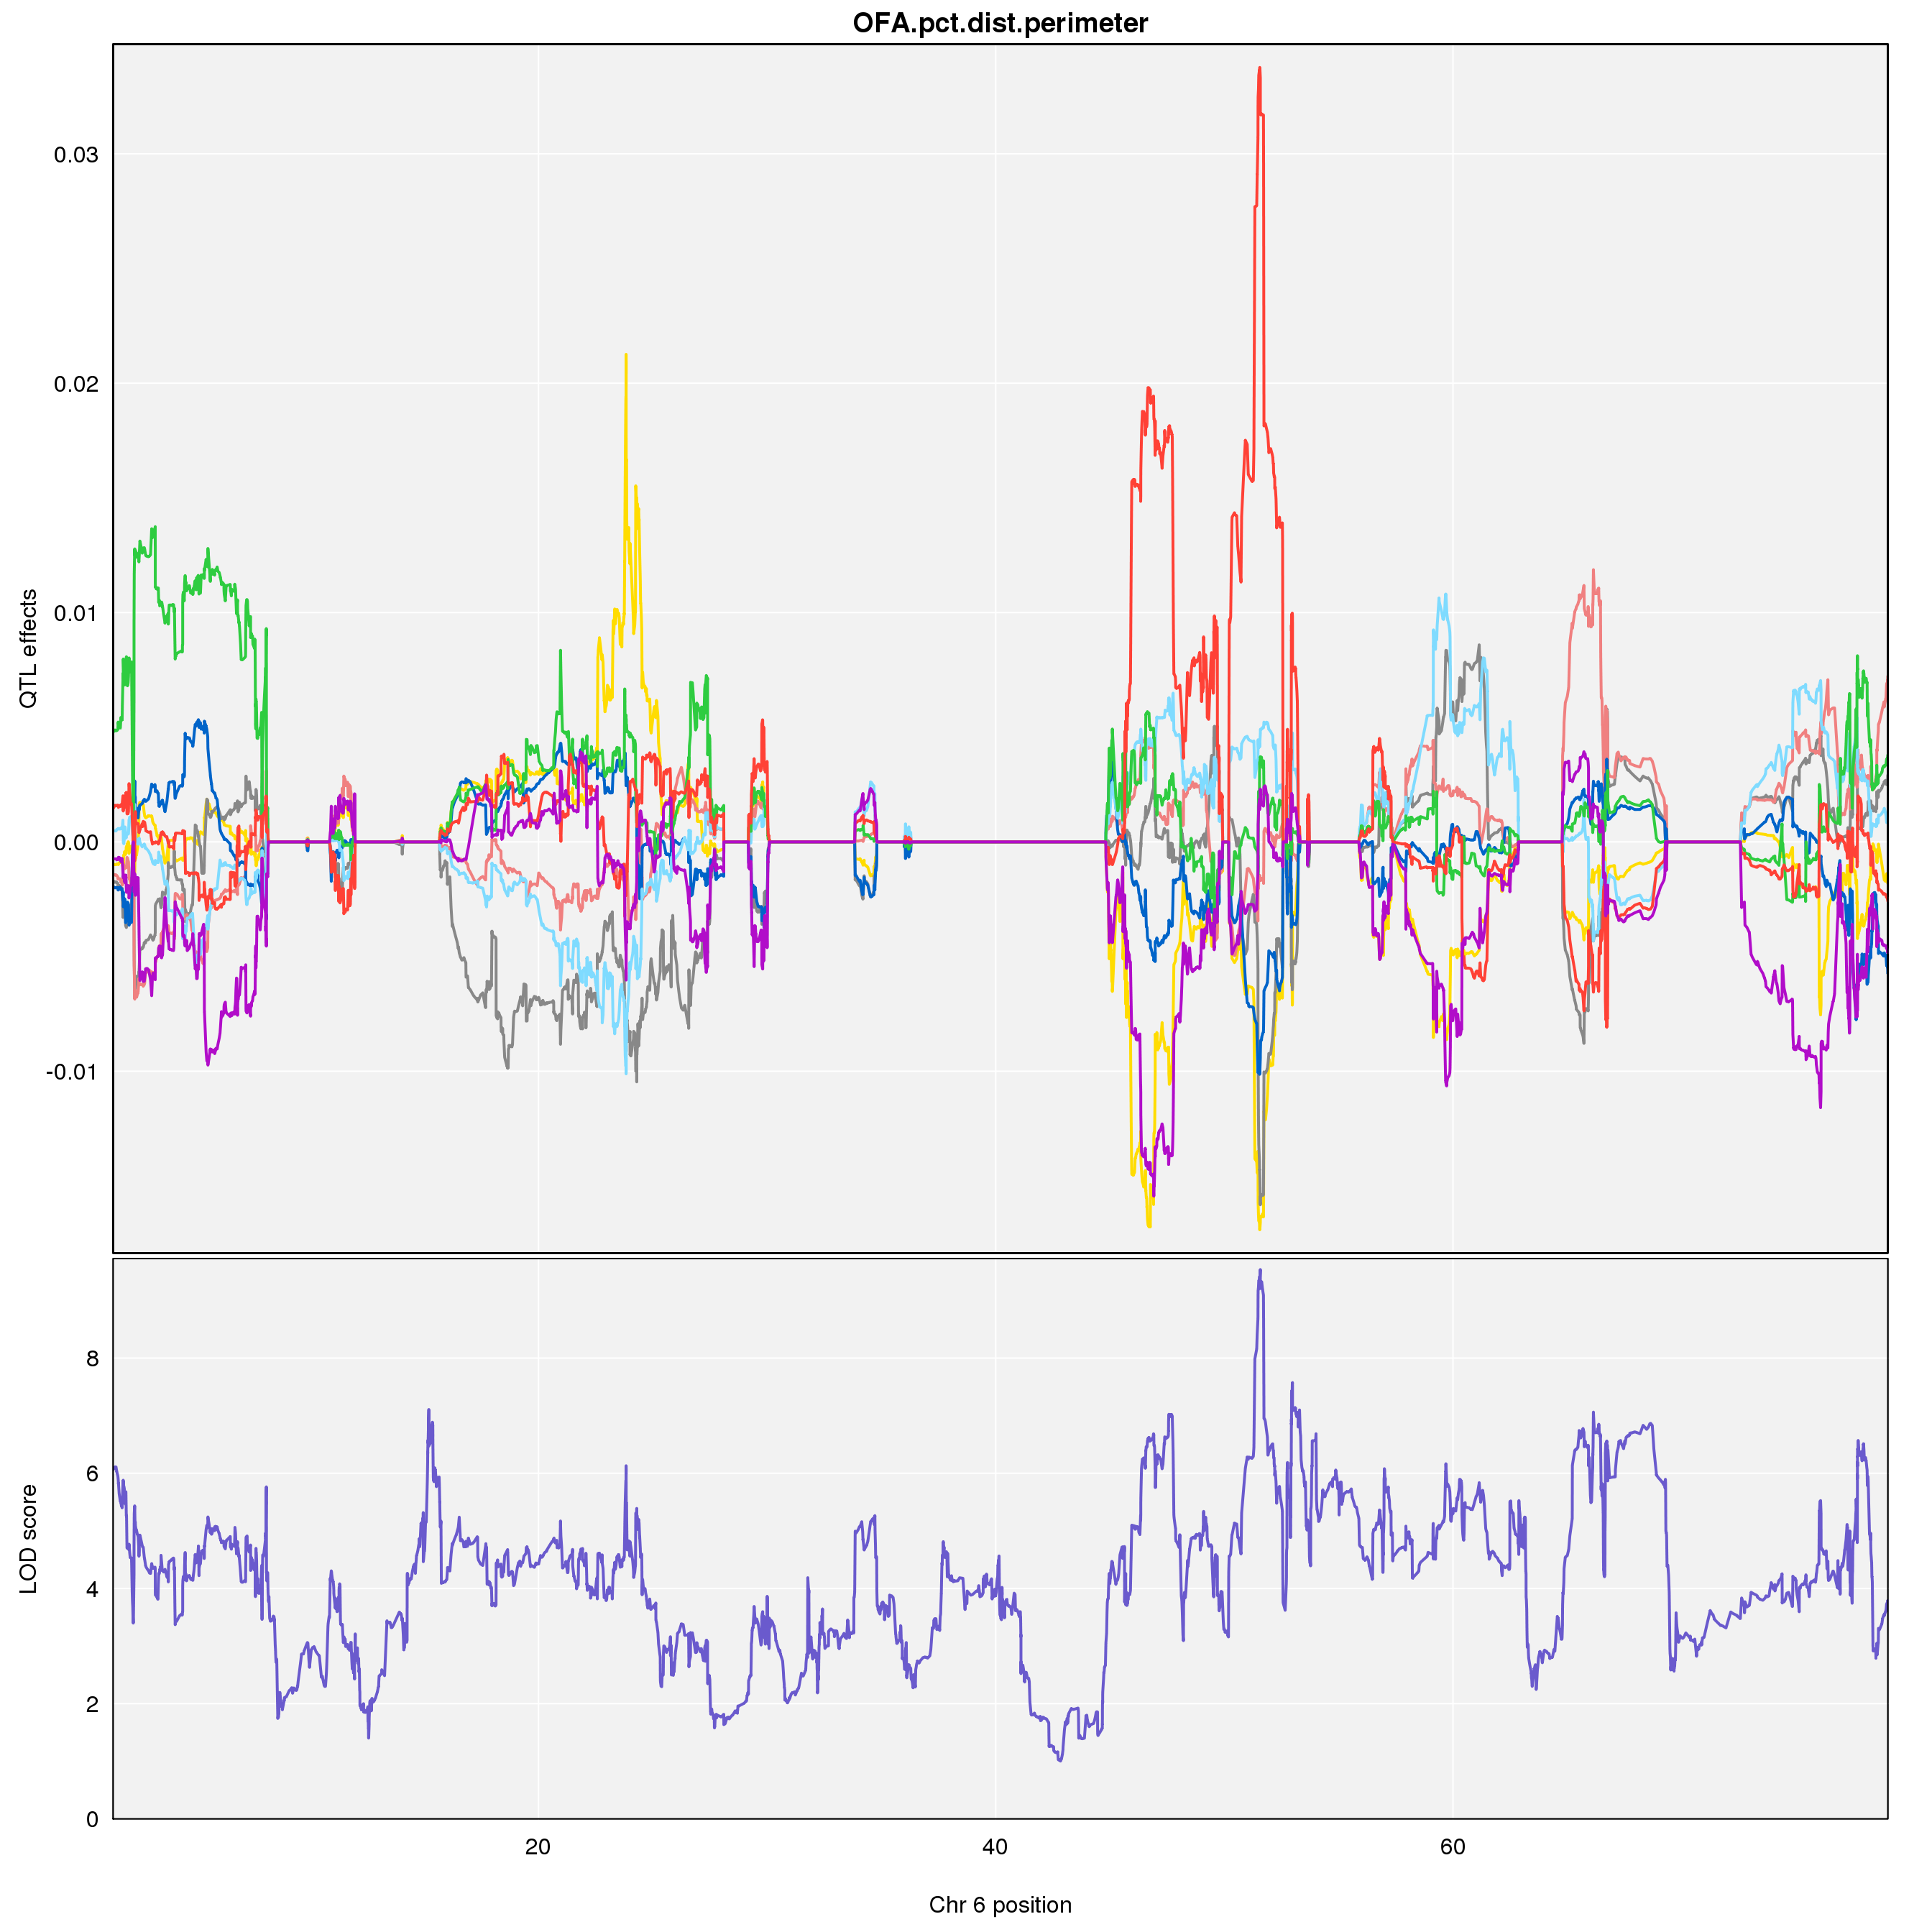 OFA.pct.dist.perimeter
0.03
0.02
0.01
0.00
-0.01
QTL effects
8
6
4
2
0
LOD score
20 40 60
Chr 6 position